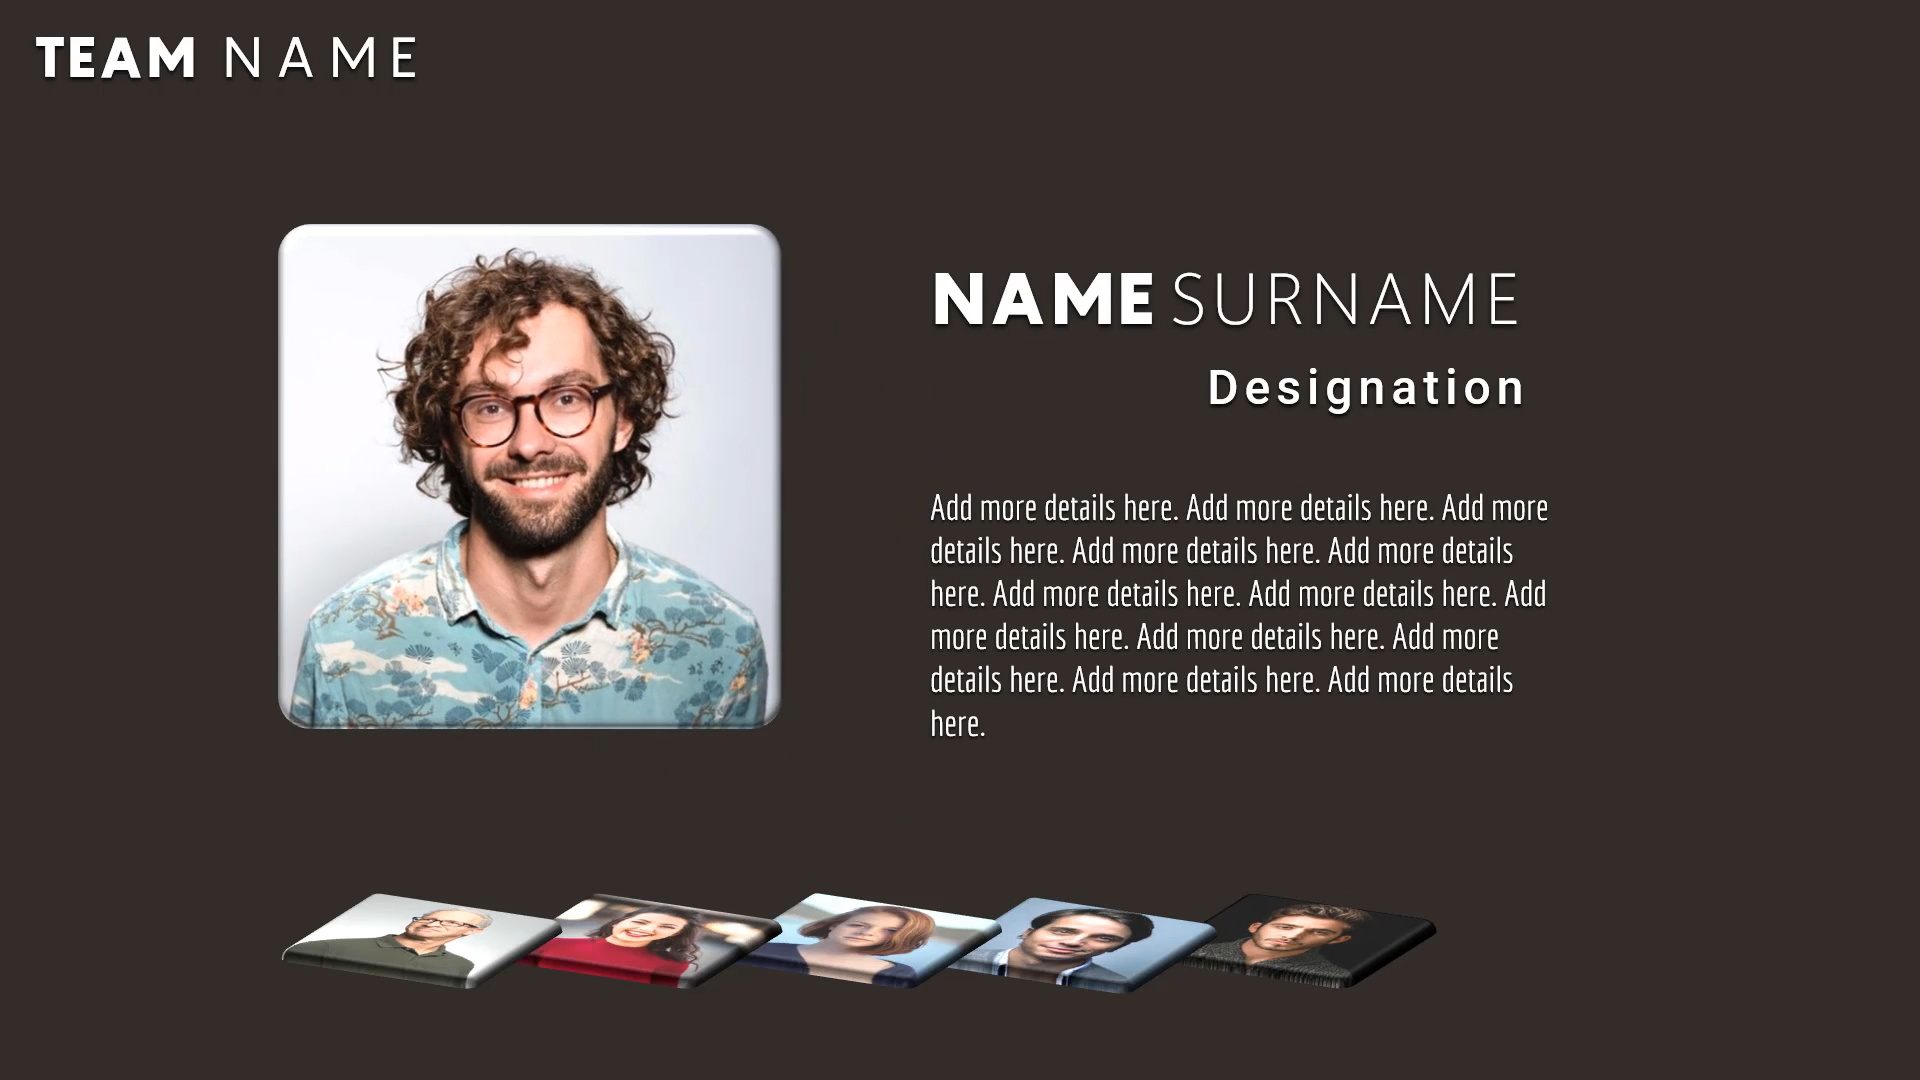 TEAM NAME
NAME SURNAME
Designation
Add more details here. Add more details here. Add more
details here. Add more details here. Add more details
here. Add more details here. Add more details here. Add
more details here. Add more details here. Add more
details here. Add more details here. Add more details
here.